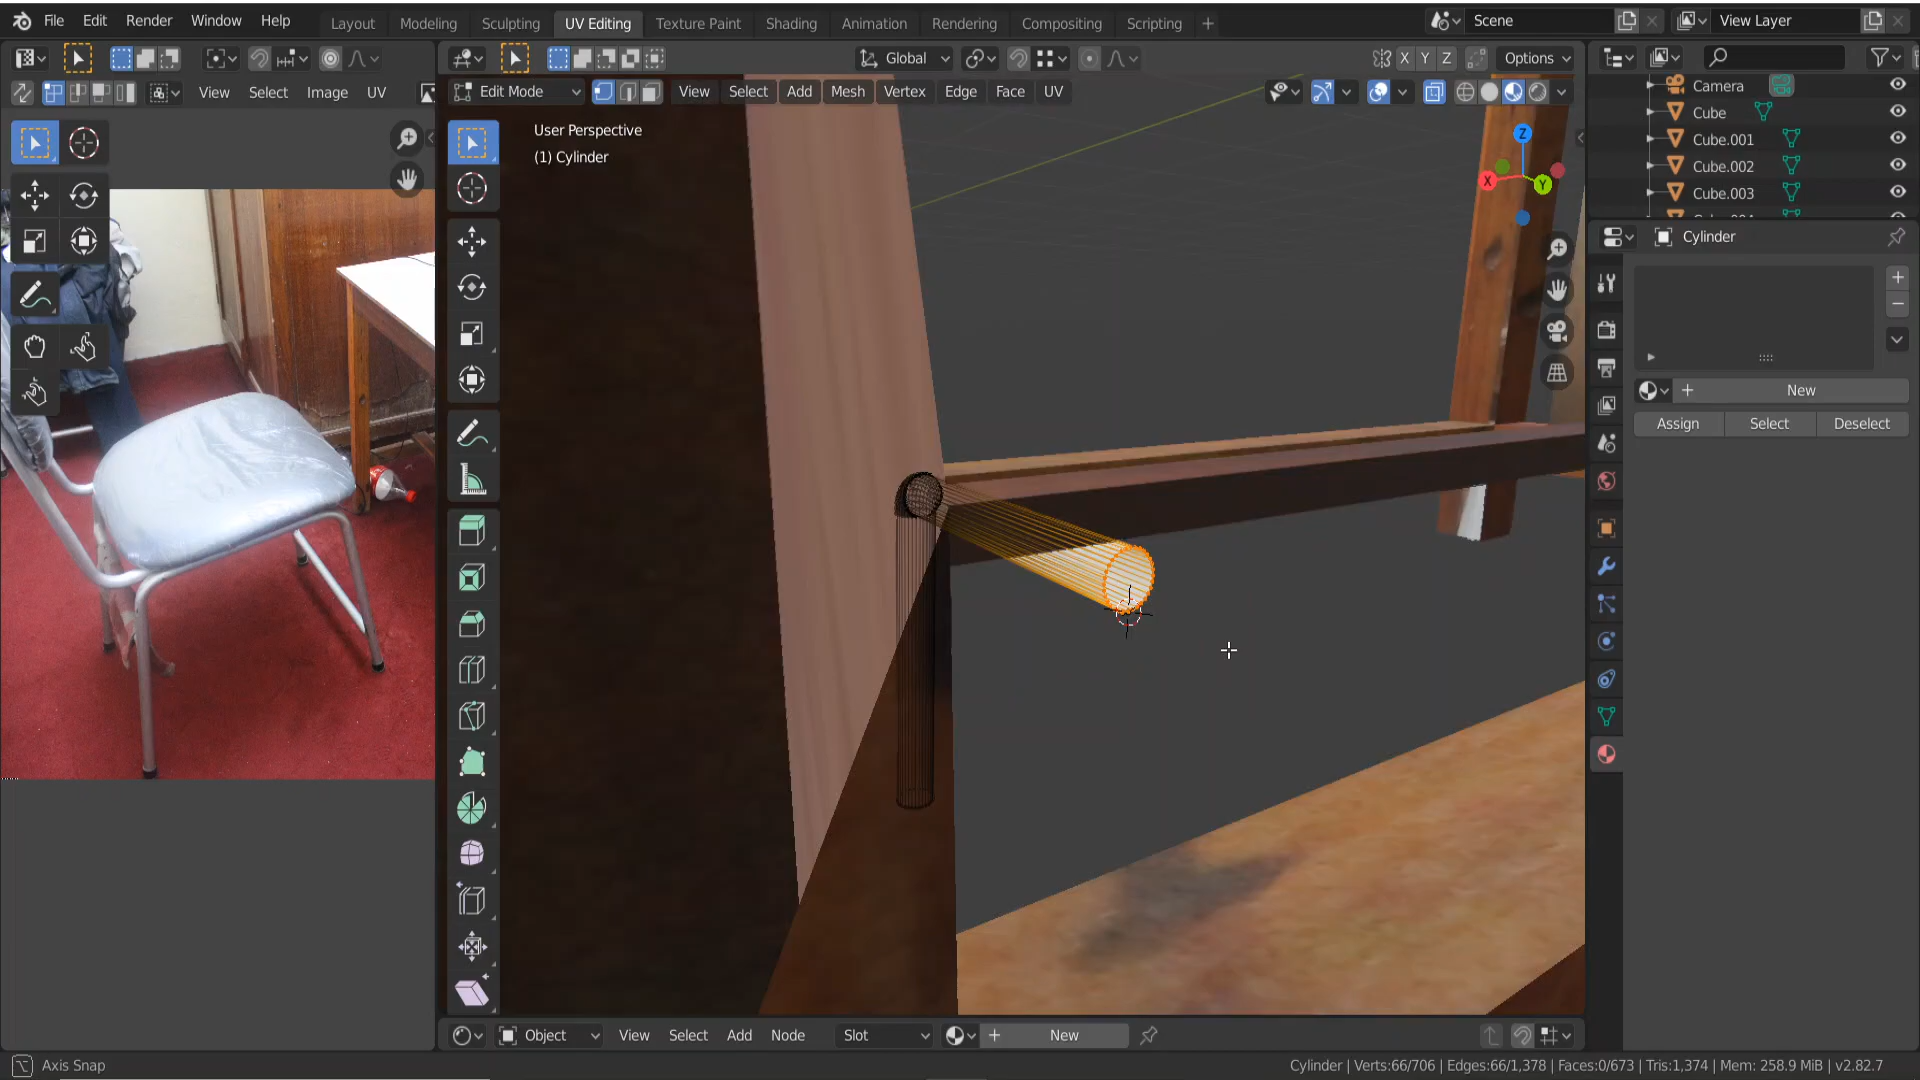 File Edit Render Window Help Layout Modeling Sculpting UV Editing Texture Paint Shading Animation Rendering Compositing Scripting + Scene View Layer
Global X Y Z Options
View Select Image UV Edit Mode View Select Add Mesh Vertex Edge Face UV
User Perspective
(1) Cylinder
Z
X Y
Camera
Cube
Cube.001
Cube.002
Cube.003
Cylinder
New
Assign Select Deselect
Object View Select Add Node Slot New
Axis Snap
Cylinder | Verts:66/706 | Edges:66/1,378 | Faces:0/673 | Tris:1,374 | Mem: 258.9 MiB | v2.82.7